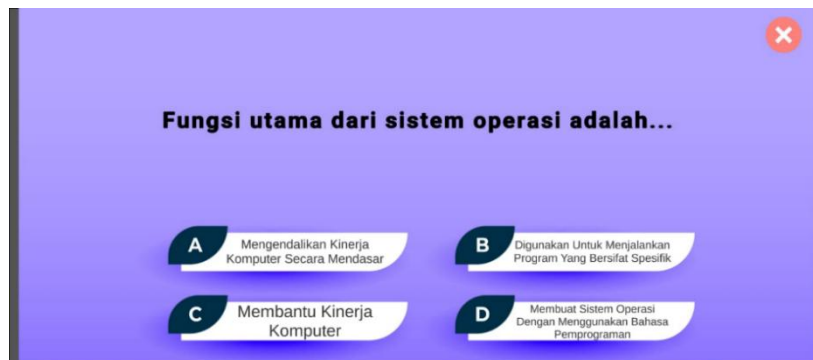 Fungsi utama dari sistem operasi adalah...
A
Mengendalikan Kinerja
Komputer Secara Mendasar
B
Digunakan Untuk Menjalankan
Program Yang Bersifat Spesifik
C
Membantu Kinerja
Komputer
D
Membuat Sistem Operasi
Dengan Menggunakan Bahasa
Pemprograman